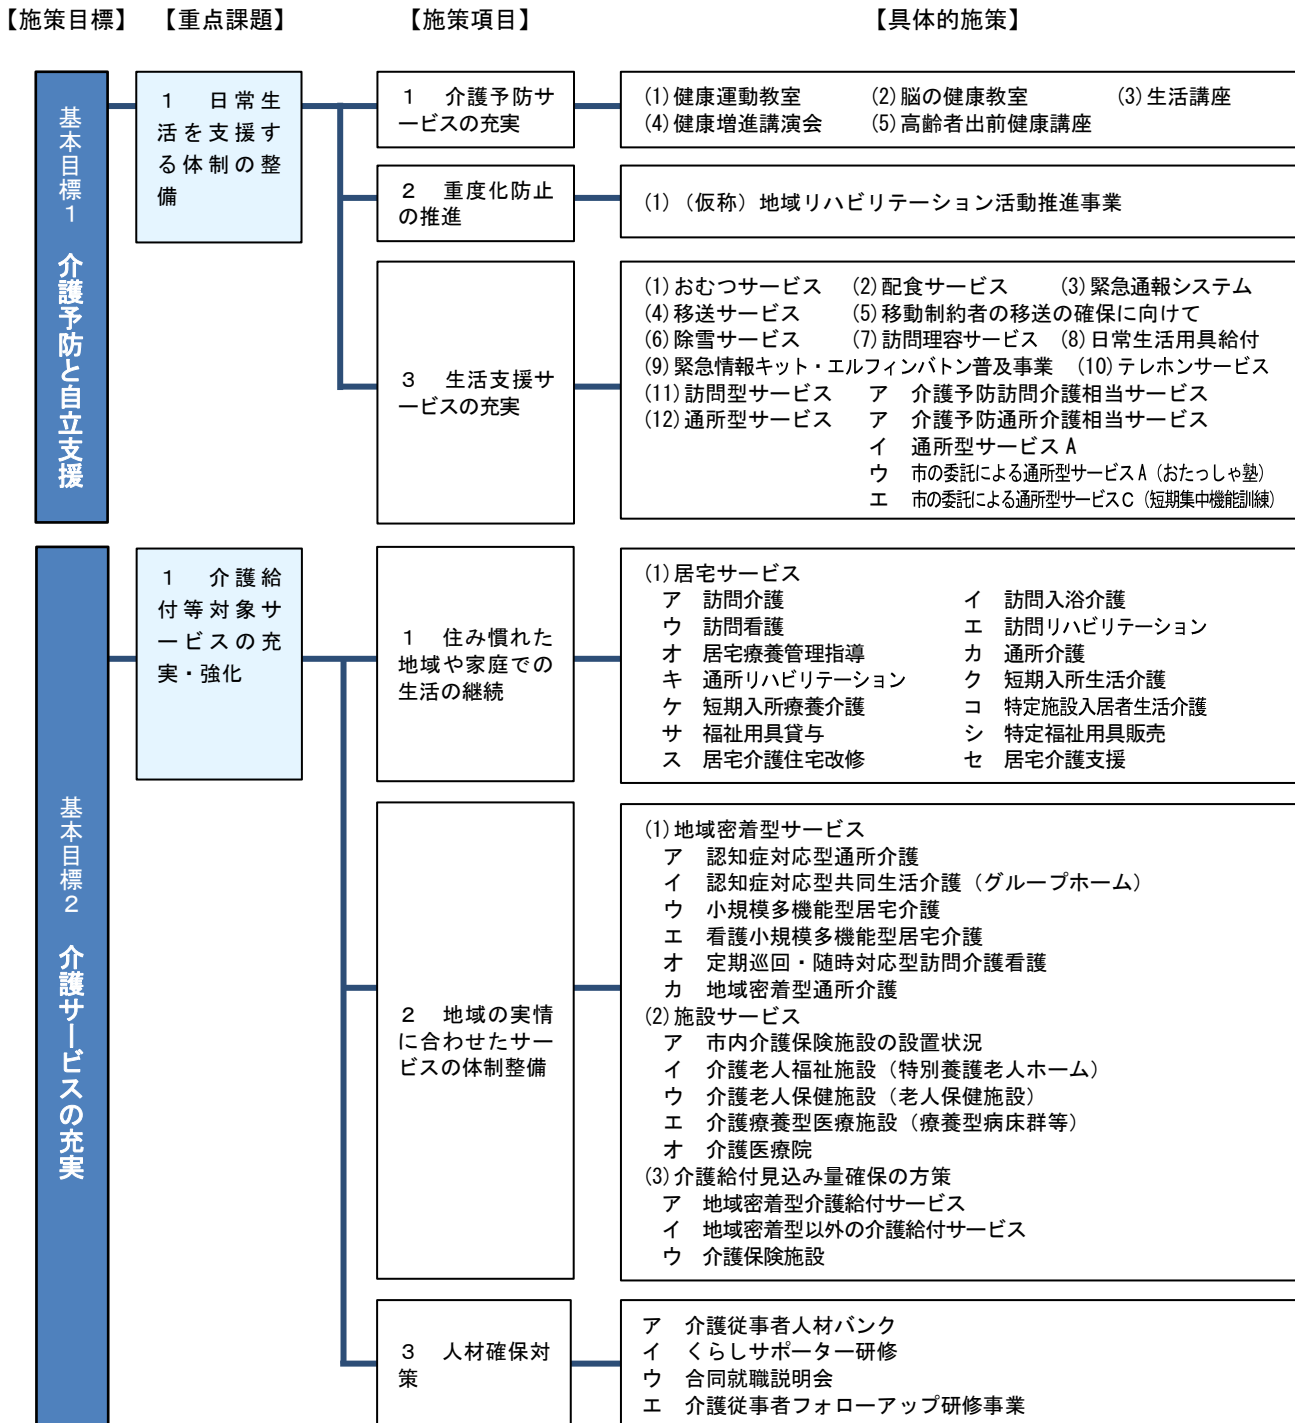 【施策目標】 【重点課題】 【施策項目】 【具体的施策】
基本目標1 介護予防と自立支援
1 日常生
活を支援す
る体制の整
備
1 介護予防サ
ービスの充実
(1)健康運動教室 (2)脳の健康教室 (3)生活講座
(4)健康増進講演会 (5)高齢者出前健康講座
2 重度化防止
の推進
(1)(仮称)地域リハビリテーション活動推進事業
3 生活支援サ
ービスの充実
(1)おむつサービス (2)配食サービス (3)緊急通報システム
(4)移送サービス (5)移動制約者の移送の確保に向けて
(6)除雪サービス (7)訪問理容サービス (8)日常生活用具給付
(9)緊急情報キット・エルフィンバトン普及事業 (10)テレホンサービス
(11)訪問型サービス ア 介護予防訪問介護相当サービス
(12)通所型サービス ア 介護予防通所介護相当サービス
イ 通所型サービスA
ウ 市の委託による通所型サービスA(おたっしゃ塾)
エ 市の委託による通所型サービスC(短期集中機能訓練)
基本目標2 介護サービスの充実
1 介護給
付等対象サ
ービスの充
実・強化
1 住み慣れた
地域や家庭での
生活の継続
(1)居宅サービス
ア 訪問介護 イ 訪問入浴介護
ウ 訪問看護 エ 訪問リハビリテーション
オ 居宅療養管理指導 カ 通所介護
キ 通所リハビリテーション ク 短期入所生活介護
ケ 短期入所療養介護 コ 特定施設入居者生活介護
サ 福祉用具貸与 シ 特定福祉用具販売
ス 居宅介護住宅改修 セ 居宅介護支援
2 地域の実情
に合わせたサー
ビスの体制整備
(1)地域密着型サービス
ア 認知症対応型通所介護
イ 認知症対応型共同生活介護(グループホーム)
ウ 小規模多機能型居宅介護
エ 看護小規模多機能型居宅介護
オ 定期巡回・随時対応型訪問介護看護
カ 地域密着型通所介護
(2)施設サービス
ア 市内介護保険施設の設置状況
イ 介護老人福祉施設(特別養護老人ホーム)
ウ 介護老人保健施設(老人保健施設)
エ 介護療養型医療施設(療養型病床群等)
オ 介護医療院
(3)介護給付見込み量確保の方策
ア 地域密着型介護給付サービス
イ 地域密着型以外の介護給付サービス
ウ 介護保険施設
3 人材確保対
策
ア 介護従事者人材バンク
イ くらしサポーター研修
ウ 合同就職説明会
エ 介護従事者フォローアップ研修事業